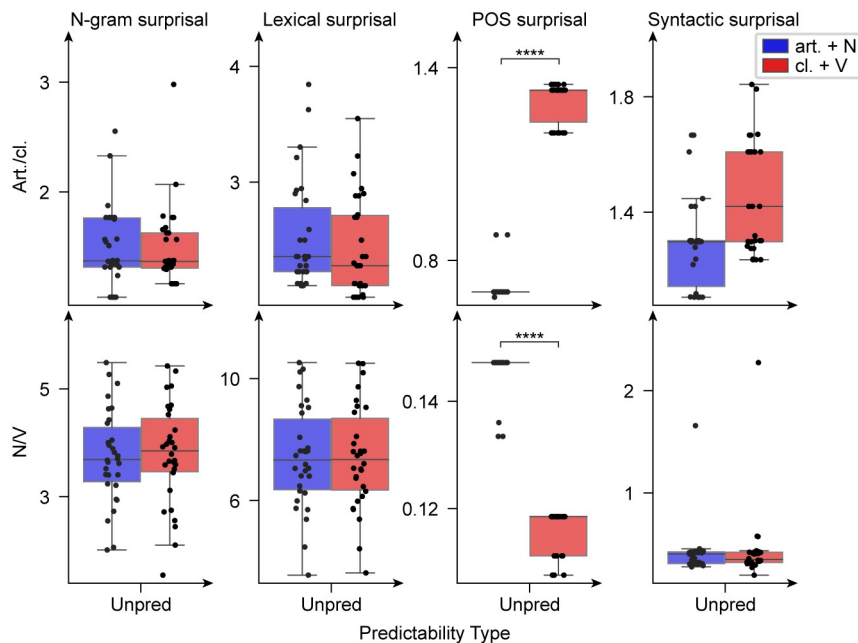 N-gram surprisal
Lexical surprisal
POS surprisal
Syntactic surprisal
art. + N
cl. + V
Art./cl.
3
2
4
3
1.4
0.8
****
1.8
1.4
N/V
5
3
10
6
0.14
0.12
****
2
1
Unpred
Unpred
Unpred
Unpred
Predictability Type